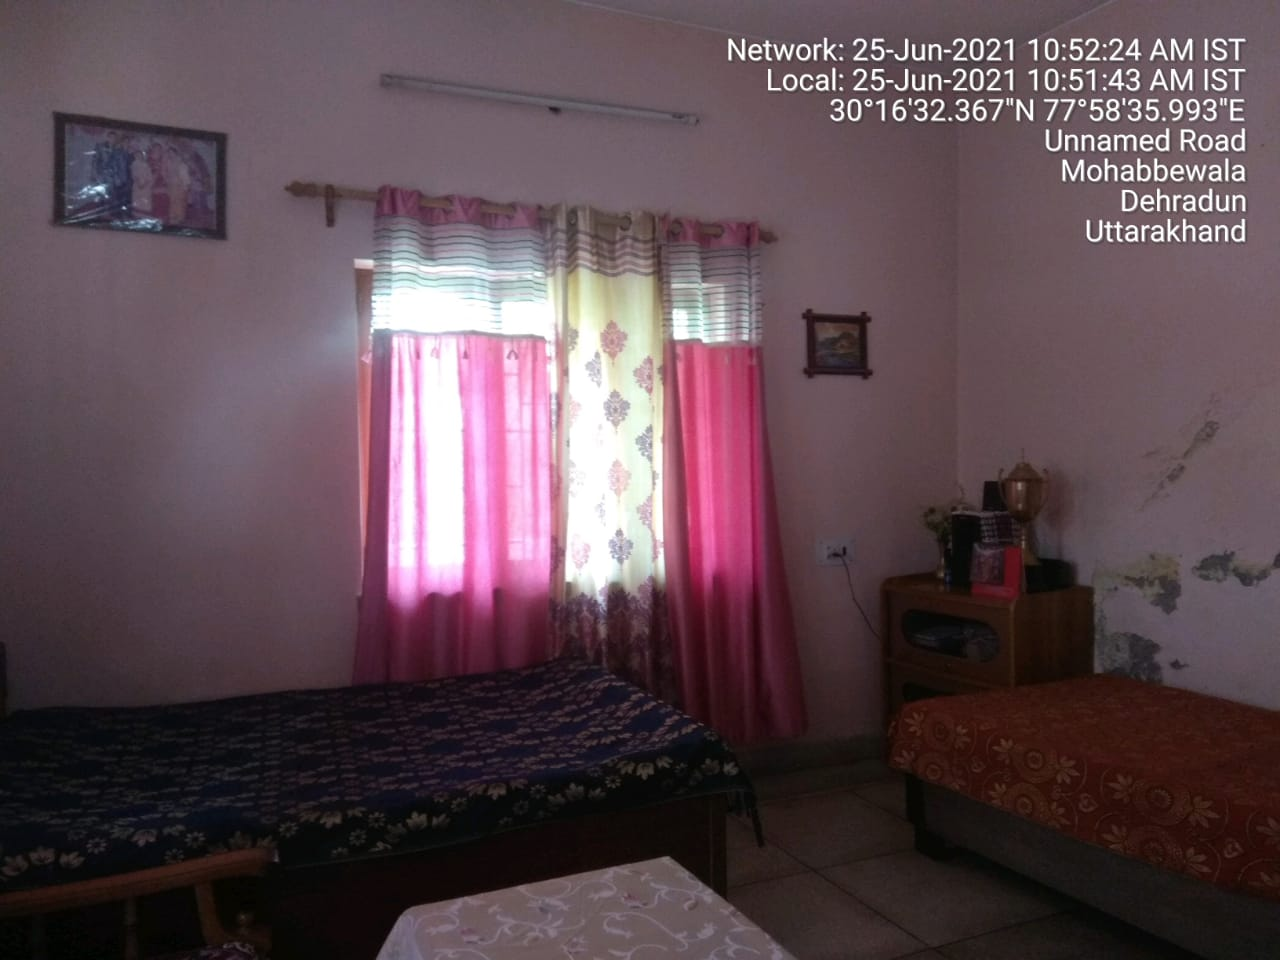 Network: 25-Jun-2021 10:52:24 AM IST
Local: 25-Jun-2021 10:51:43 AM IST
30°16'32.367"N 77°58'35.993"E
Unnamed Road
Mohabbewala
Dehradun
Uttarakhand